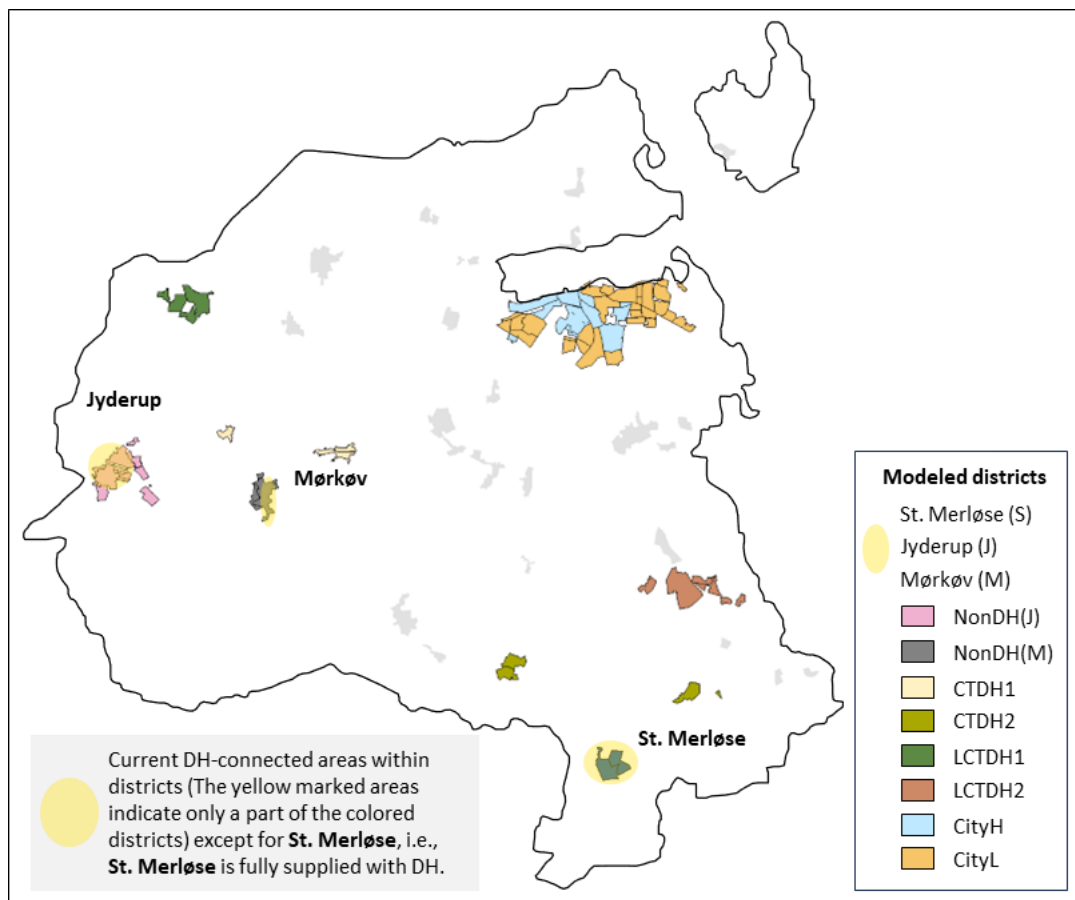 Jyderup
Mørkøv
St. Merløse
Current DH-connected areas within
districts (The yellow marked areas
indicate only a part of the colored
districts) except for St. Merløse, i.e.,
St. Merløse is fully supplied with DH.
Modeled districts
St. Merløse (S)
Jyderup (J)
Mørkøv (M)
NonDH(J)
NonDH(M)
CTDH1
CTDH2
LCTDH1
LCTDH2
CityH
CityL